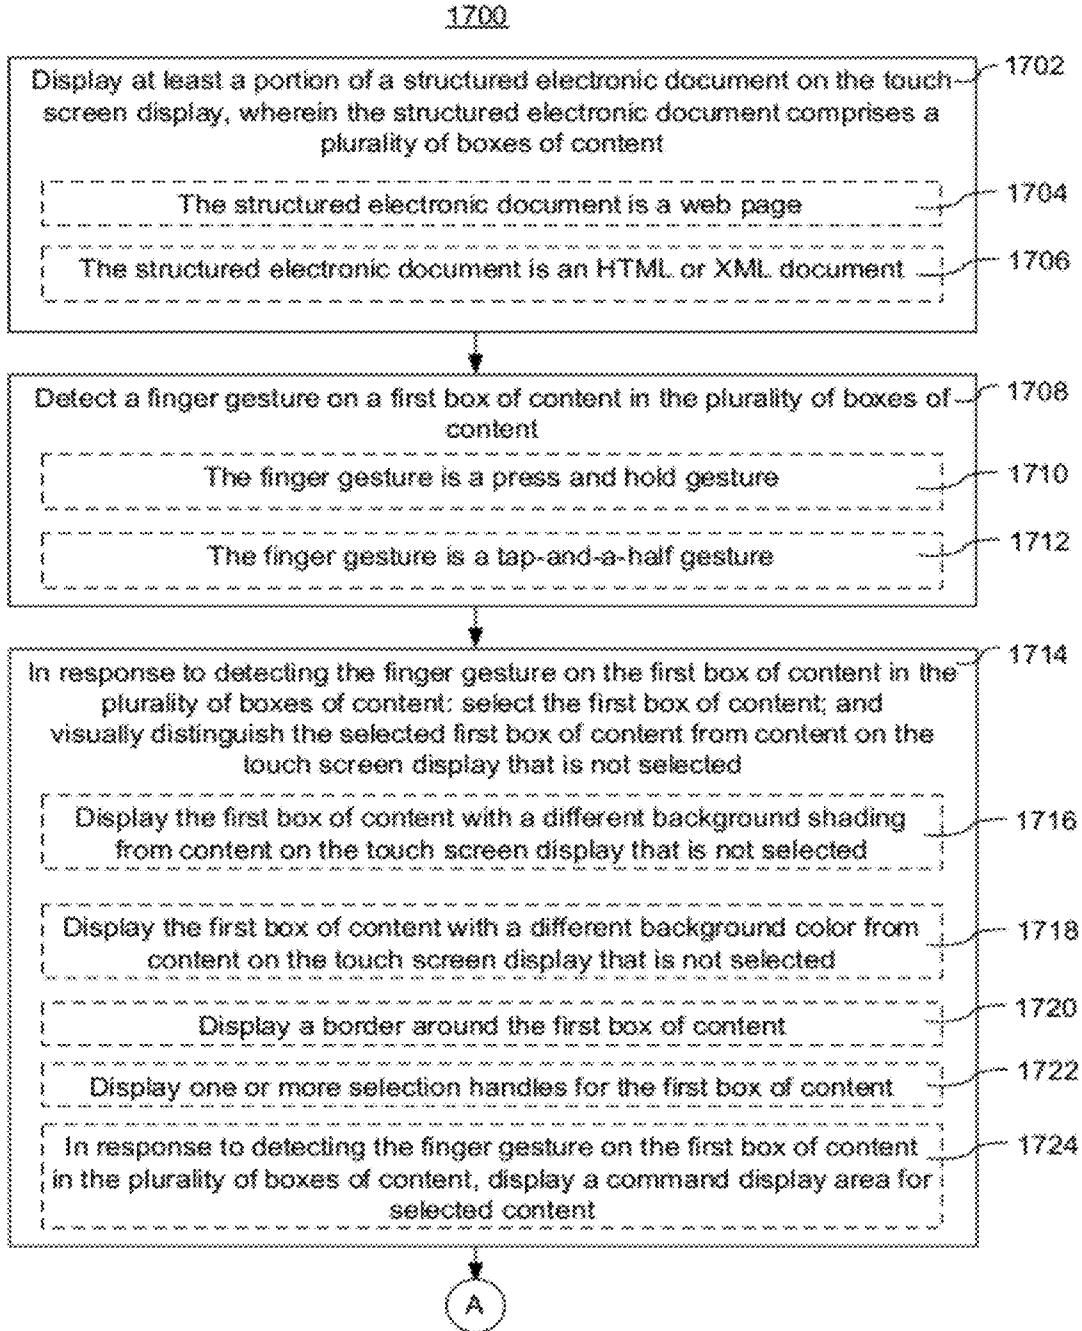 1700
1702
Display at least a portion of a structured electronic document on the touch
screen display, wherein the structured electronic document comprises a
plurality of boxes of content
The structured electronic document is a web page
1704
The structured electronic document is an HTML or XML document
1706
1708
Detect a finger gesture on a first box of content in the plurality of boxes of
content
The finger gesture is a press and hold gesture
1710
The finger gesture is a tap-and-a-half gesture
1712
1714
In response to detecting the finger gesture on the first box of content in the
plurality of boxes of content: select the first box of content; and
visually distinguish the selected first box of content from content on the
touch screen display that is not selected
Display the first box of content with a different background shading
from content on the touch screen display that is not selected
1716
Display the first box of content with a different background color from
content on the touch screen display that is not selected
1718
Display a border around the first box of content
1720
Display one or more selection handles for the first box of content
1722
In response to detecting the finger gesture on the first box of content
in the plurality of boxes of content, display a command display area for
selected content
1724
A